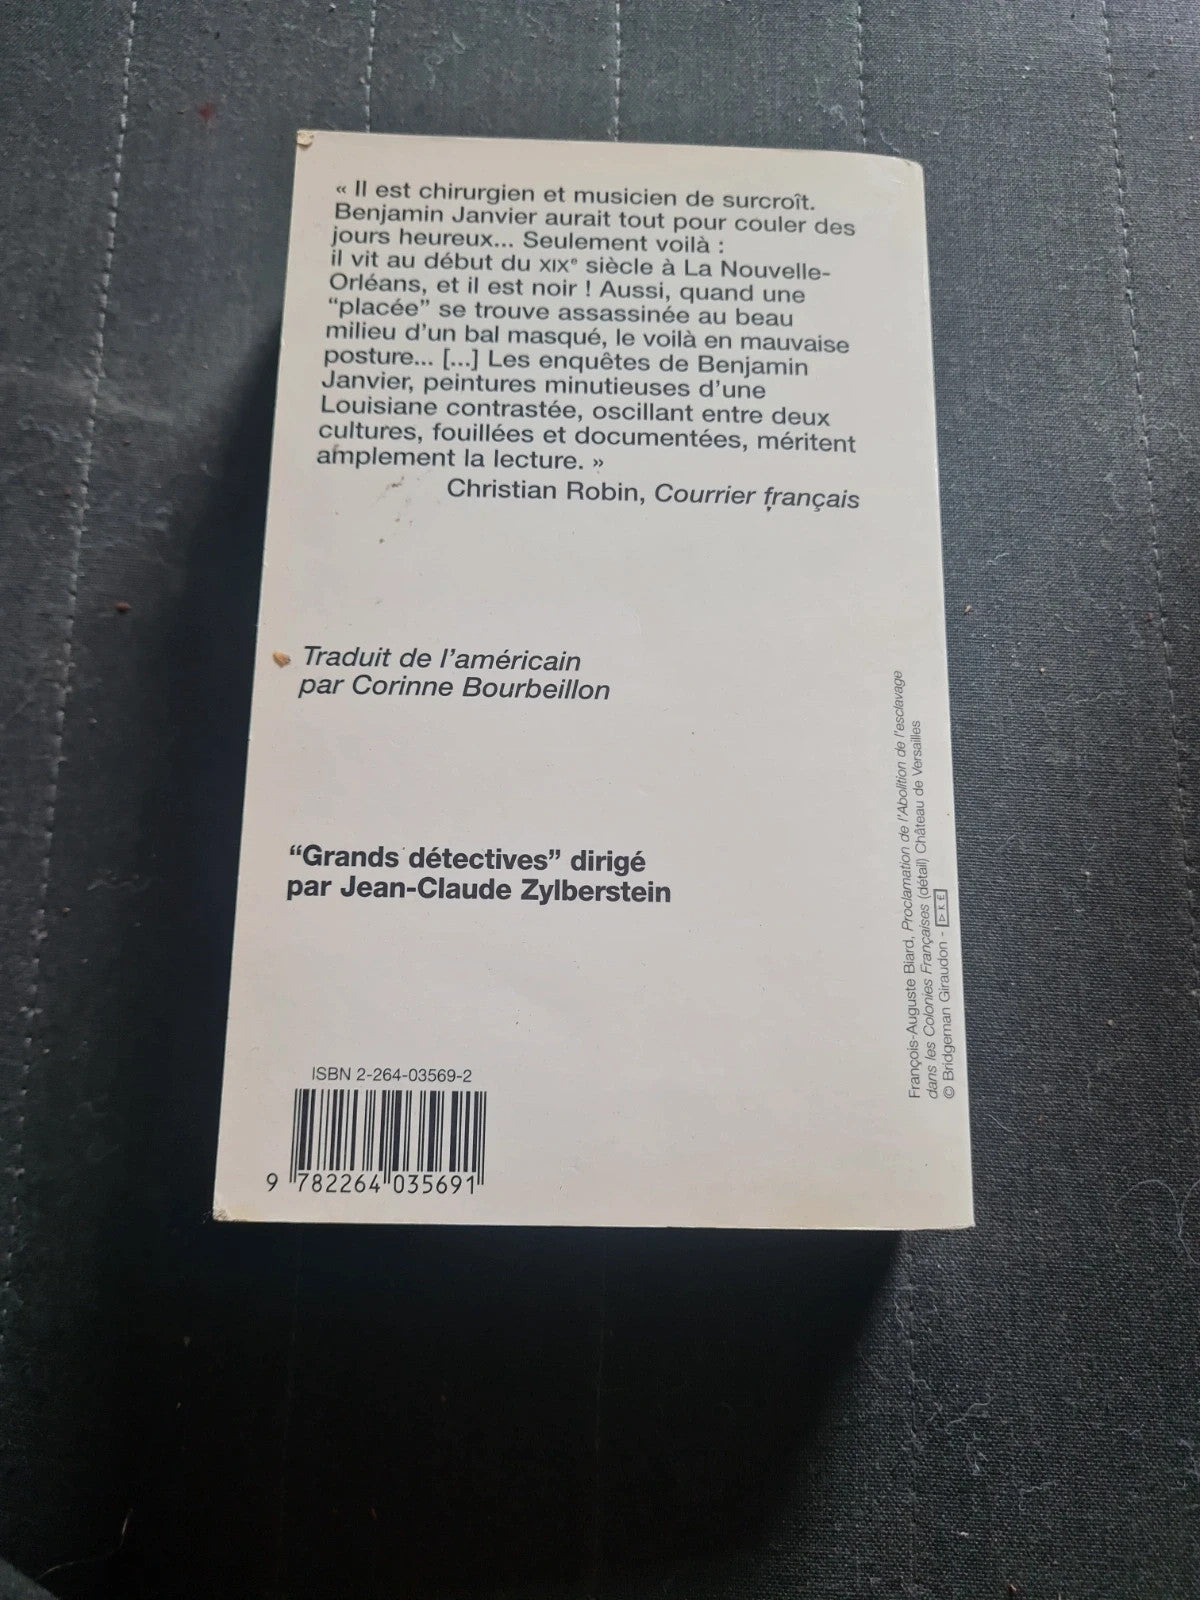 « Il est chirurgien et musicien de surcroît.
Benjamin Janvier aurait tout pour couler des
jours heureux... Seulement voilà :
il vit au début du XIXe siècle à La Nouvelle-
Orléans, et il est noir ! Aussi, quand une
“placée” se trouve assassinée au beau
milieu d’un bal masqué, le voilà en mauvaise
posture... [...] Les enquêtes de Benjamin
Janvier, peintures minutieuses d’une
Louisiane contrastée, oscillant entre deux
cultures, fouillées et documentées, méritent
amplement la lecture. »
Christian Robin, Courrier français
Traduit de l’américain
par Corinne Bourbeillon
“Grands détectives” dirigé
par Jean-Claude Zylberstein
François-Auguste Biard, Proclamation de l’Abolition de l’esclavage
dans les Colonies Françaises (détail) Château de Versailles
© Bridgeman Giraudon -
ISBN 2-264-03569-2
9 782264 035691